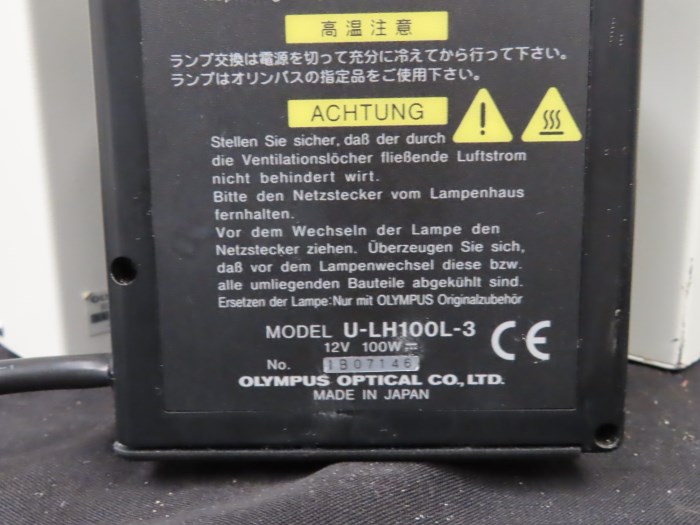 高温注意
ランプ交換は電源を切って充分に冷えてから行って下さい。
ランプはオリンパスの指定品をご使用下さい。
ACHTUNG
Stellen Sie sicher, daß der durch
die Ventilationslöcher fließende Luftstrom
nicht behindert wirt.
Bitte den Netzstecker vom Lampenhaus
fernhalten.
Vor dem Wechseln der Lampe den
Netzstecker ziehen. Überzeugen Sie sich,
daß vor dem Lampenwechsel diese bzw.
alle umliegenden Bauteile abgekühlt sind.
Ersetzen der Lampe:Nur mit OLYMPUS Originalzubehör
MODEL U-LH100L-3
12V 100W⎓
CE
No. 1B07146
OLYMPUS OPTICAL CO., LTD.
MADE IN JAPAN